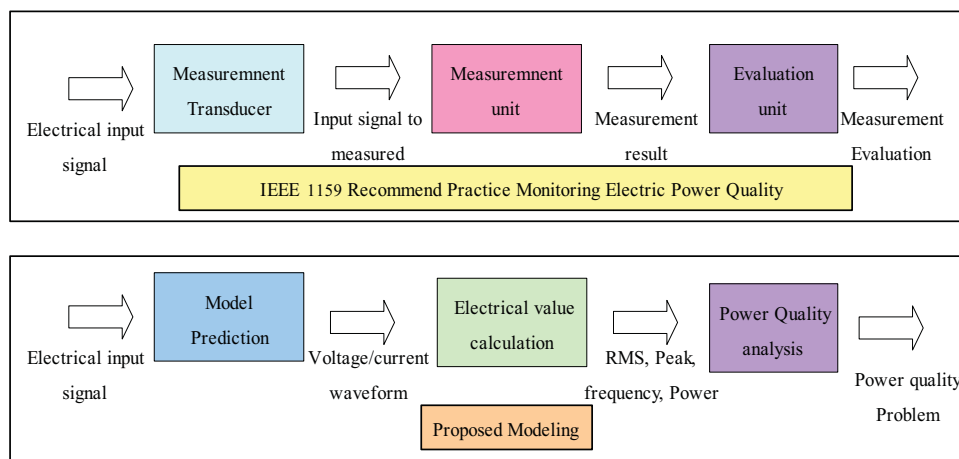 Measuremnent
Transducer
Measuremnent
unit
Evaluation
unit
Electrical input
signal
Input signal to
measured
Measurement
result
Measurement
Evaluation
IEEE 1159 Recommend Practice Monitoring Electric Power Quality
Model
Prediction
Electrical value
calculation
Power Quality
analysis
Electrical input
signal
Voltage/current
waveform
RMS, Peak,
frequency, Power
Power quality
Problem
Proposed Modeling